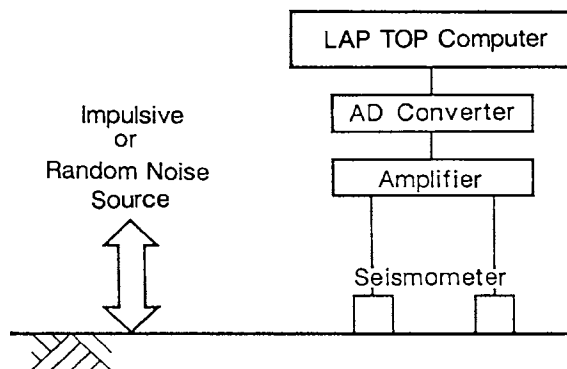 LAP TOP Computer
AD Converter
Amplifier
Seismometer
Impulsive
or
Random Noise
Source